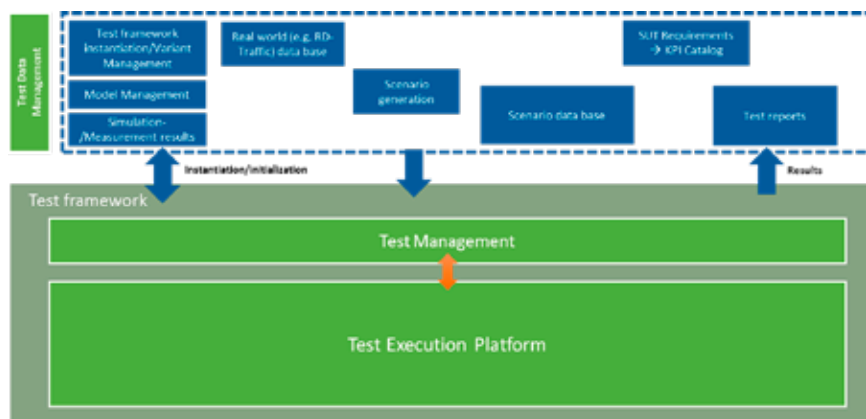 Test Data
Management
Test framework
instantiation/Variant
Management
Model Management
Simulation-
/Measurement results
Real world (e.g. RD-
Traffic) data base
Scenario
generation
Scenario data base
SUT Requirements
→ KPI Catalog
Test reports
Instantiation/Initialization
Results
Test framework
Test Management
Test Execution Platform